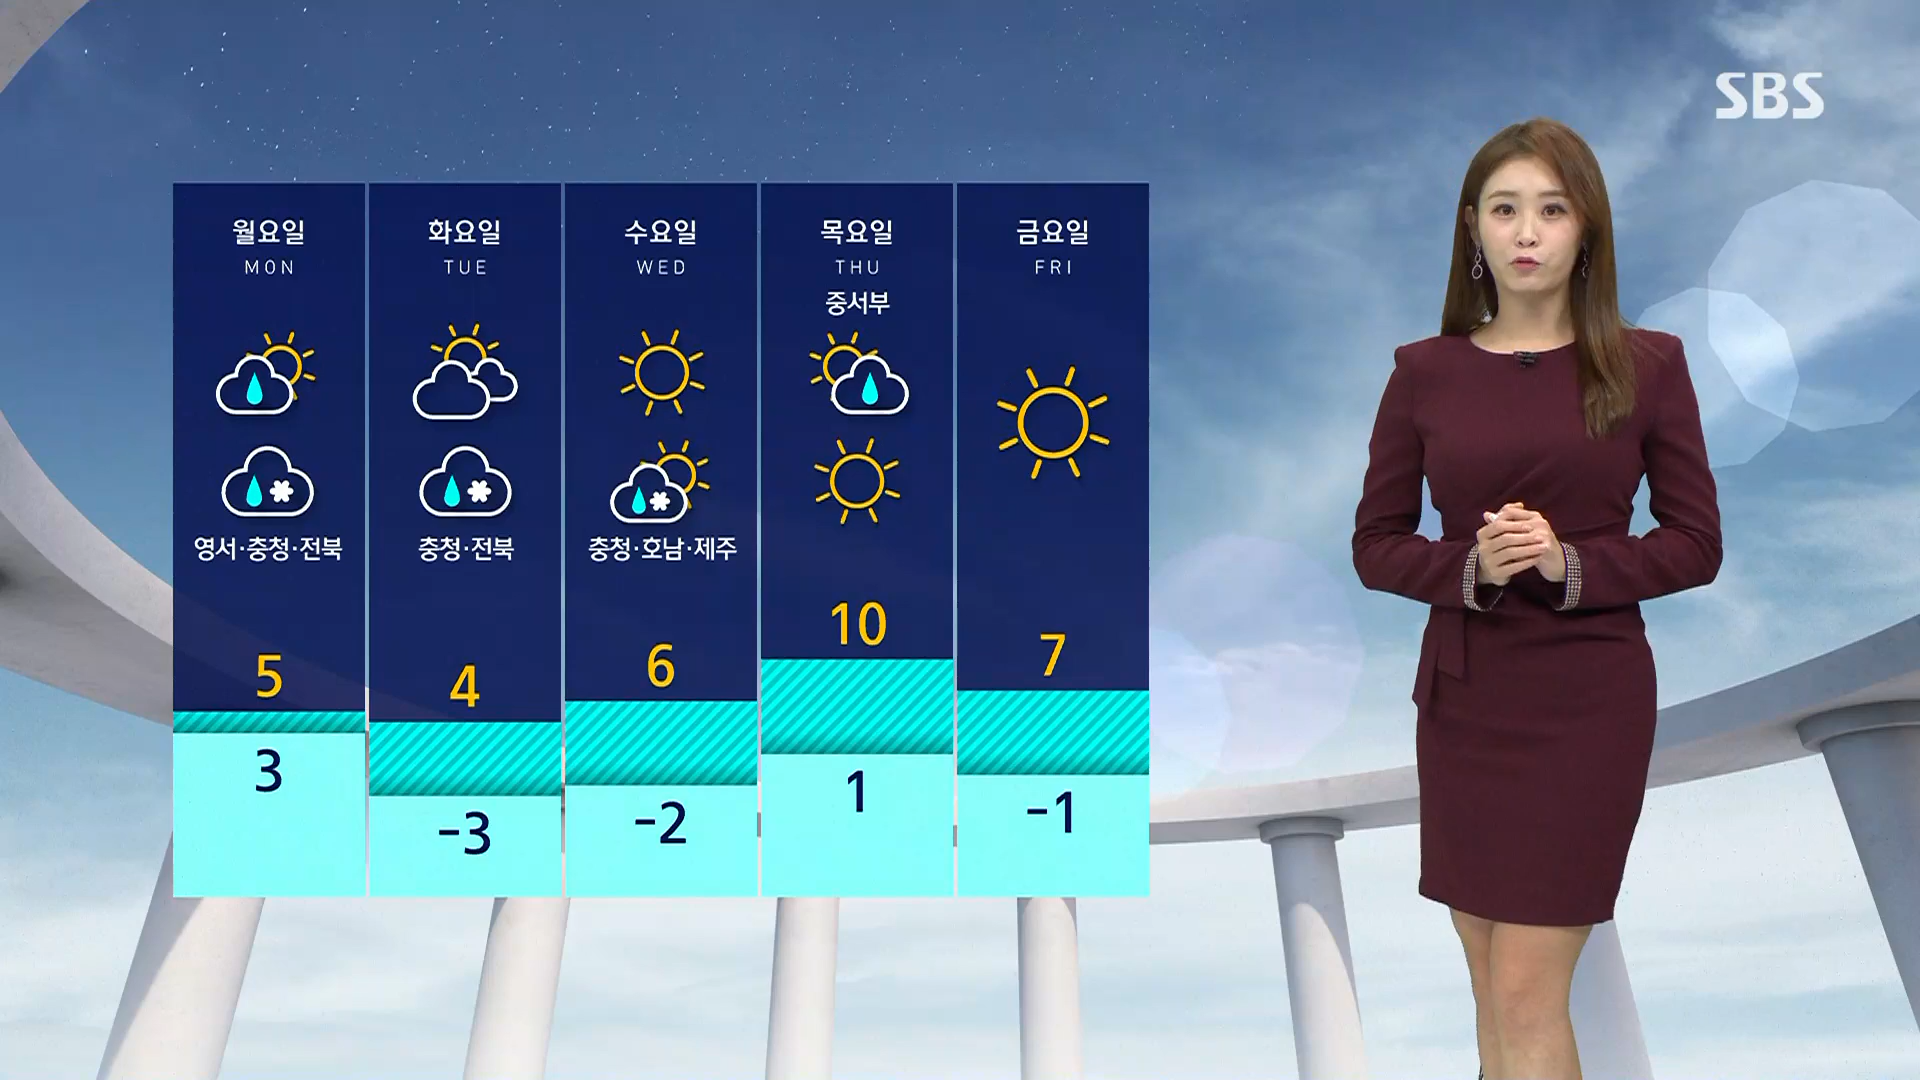 SBS
월요일
MON
영서·충청·전북
5
3
화요일
TUE
충청·전북
4
-3
수요일
WED
충청·호남·제주
6
-2
목요일
THU
중서부
10
1
금요일
FRI
7
-1